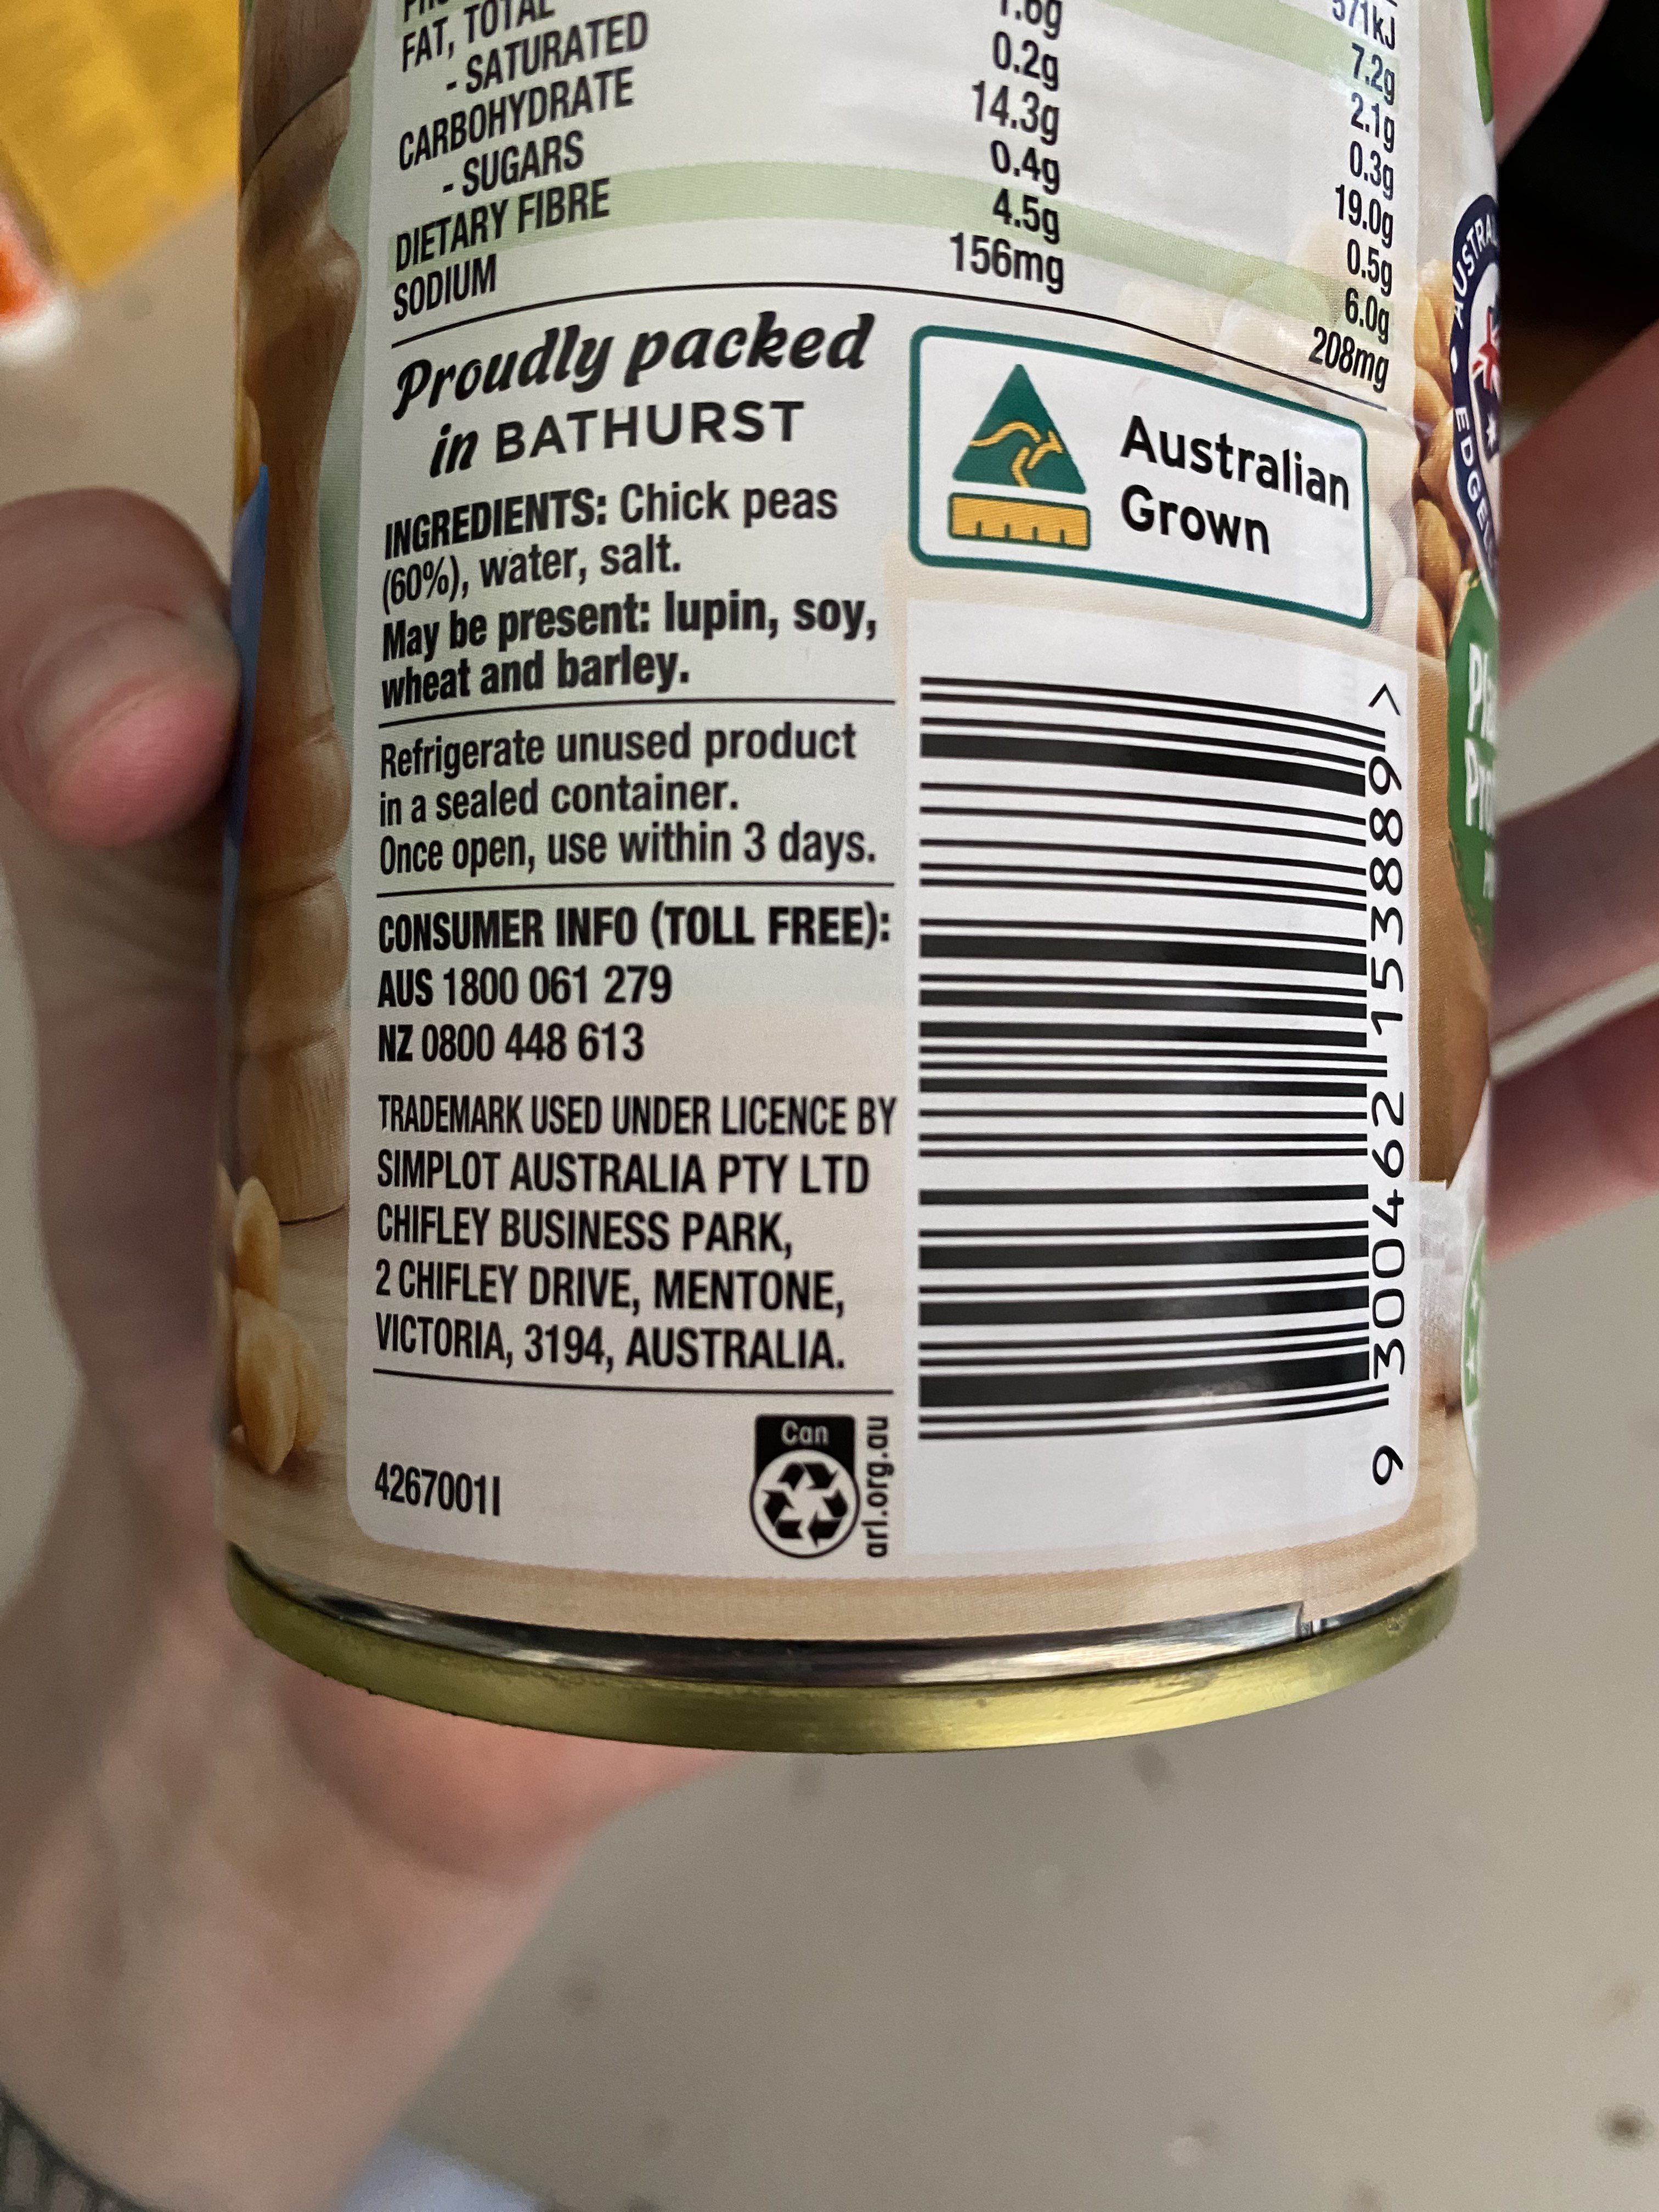 FAT, TOTAL 1.6g 2.1g
- SATURATED 0.2g 0.3g
CARBOHYDRATE 14.3g 19.0g
- SUGARS 0.4g 0.5g
DIETARY FIBRE 4.5g 6.0g
SODIUM 156mg 208mg
571kJ
7.2g
Proudly packed
in BATHURST
INGREDIENTS: Chick peas
(60%), water, salt.
May be present: lupin, soy,
wheat and barley.
Refrigerate unused product
in a sealed container.
Once open, use within 3 days.
CONSUMER INFO (TOLL FREE):
AUS 1800 061 279
NZ 0800 448 613
TRADEMARK USED UNDER LICENCE BY
SIMPLOT AUSTRALIA PTY LTD
CHIFLEY BUSINESS PARK,
2 CHIFLEY DRIVE, MENTONE,
VICTORIA, 3194, AUSTRALIA.
4267001I
Can
arl.org.au
Australian
Grown
9 300462 153889 >